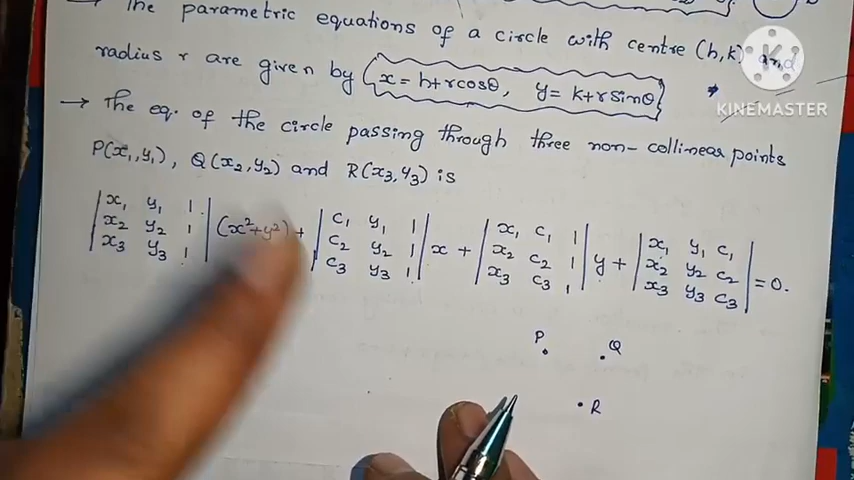 → The parametric equations of a circle with centre (h,k) and
radius r are given by x = h+rcosθ, y = k+rsinθ
→ The eq. of the circle passing through three non-collinear points
P(x₁,y₁), Q(x₂,y₂) and R(x₃,y₃) is
|x₁ y₁ 1| |c₁ y₁ 1| |x₁ c₁ 1| |x₁ y₁ c₁|
|x₂ y₂ 1| (x²+y²) + |c₂ y₂ 1| x + |x₂ c₂ 1| y + |x₂ y₂ c₂| = 0.
|x₃ y₃ 1| |c₃ y₃ 1| |x₃ c₃ 1| |x₃ y₃ c₃|
P
Q
R
KINEMASTER